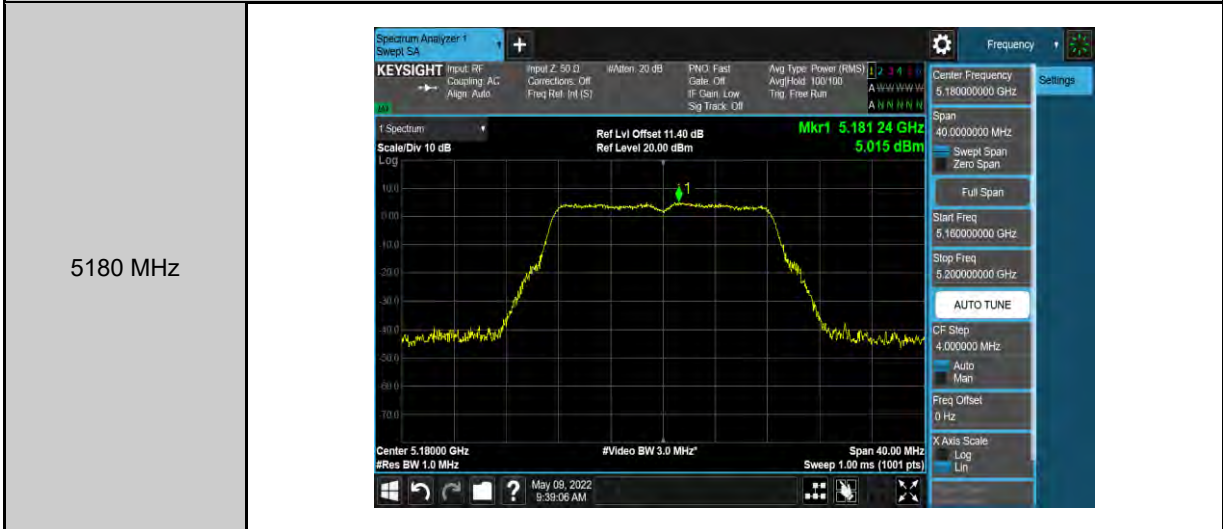 5180 MHz
Spectrum Analyzer 1
Swept SA
+
Frequency
KEYSIGHT
Input: RF
Coupling: AC
Align: Auto
Input Z: 50 Ω
Corrections: Off
Freq Ref: Int (S)
#Atten: 20 dB
PNO: Fast
Gate: Off
IF Gain: Low
Sig Track: Off
Avg Type: Power (RMS)
Avg|Hold: 100/100
Trig: Free Run
1 2 3 4 5 6
A W W W W W
A N N N N N
1 Spectrum
Scale/Div 10 dB
Ref Lvl Offset 11.40 dB
Ref Level 20.00 dBm
Mkr1 5.181 24 GHz
5.015 dBm
Log
10.0
0.00
-10.0
-20.0
-30.0
-40.0
-50.0
-60.0
-70.0
1
Center 5.18000 GHz
#Res BW 1.0 MHz
#Video BW 3.0 MHz*
Span 40.00 MHz
Sweep 1.00 ms (1001 pts)
?
May 09, 2022
9:39:06 AM
Center Frequency
5.180000000 GHz
Settings
Span
40.0000000 MHz
Swept Span
Zero Span
Full Span
Start Freq
5.160000000 GHz
Stop Freq
5.200000000 GHz
AUTO TUNE
CF Step
4.000000 MHz
Auto
Man
Freq Offset
0 Hz
X Axis Scale
Log
Lin